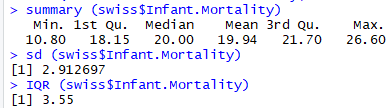 > summary (swiss$Infant.Mortality)
Min. 1st Qu. Median Mean 3rd Qu. Max.
10.80 18.15 20.00 19.94 21.70 26.60
> sd (swiss$Infant.Mortality)
[1] 2.912697
> IQR (swiss$Infant.Mortality)
[1] 3.55